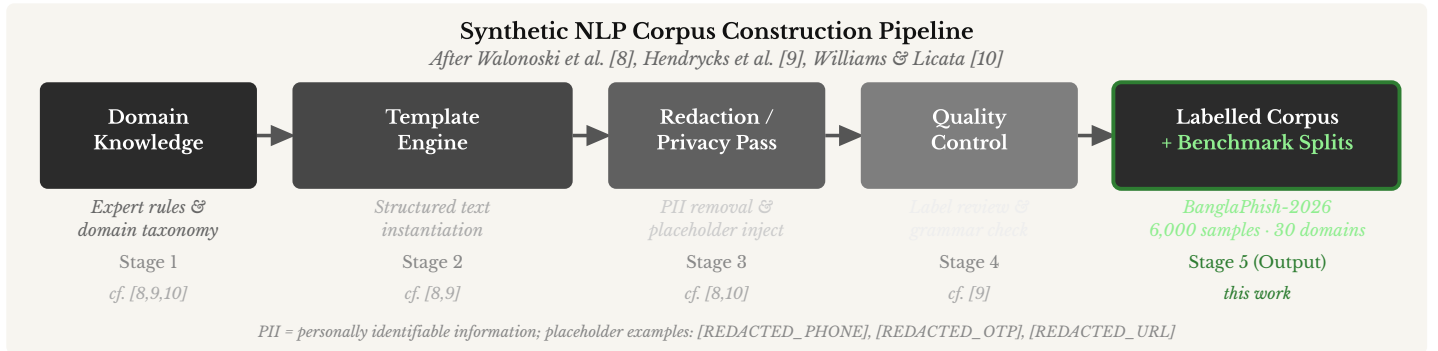 Synthetic NLP Corpus Construction Pipeline
After Walonoski et al. [8], Hendrycks et al. [9], Williams & Licata [10]
Domain
Knowledge
Template
Engine
Redaction /
Privacy Pass
Quality
Control
Labelled Corpus
+ Benchmark Splits
Expert rules &
domain taxonomy
Structured text
instantiation
PII removal &
placeholder inject
Label review &
grammar check
BanglaPhish-2026
6,000 samples · 30 domains
Stage 1
Stage 2
Stage 3
Stage 4
Stage 5 (Output)
cf. [8,9,10]
cf. [8,9]
cf. [8,10]
cf. [9]
this work
PII = personally identifiable information; placeholder examples: [REDACTED_PHONE], [REDACTED_OTP], [REDACTED_URL]